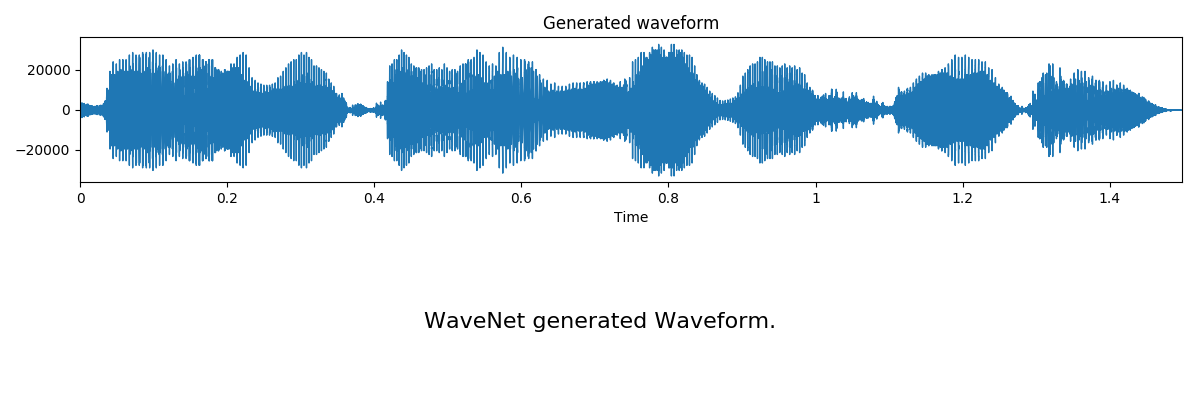 Generated waveform
20000
0
−20000
0 0.2 0.4 0.6 0.8 1 1.2 1.4
Time
WaveNet generated Waveform.